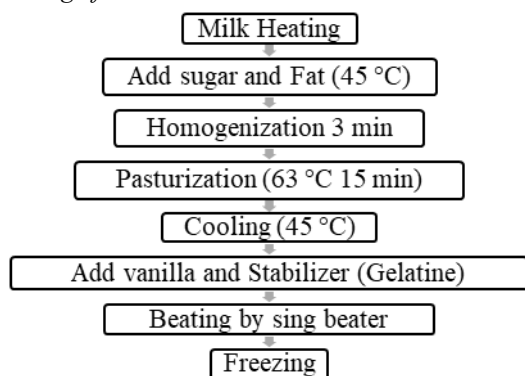 Milk Heating
Add sugar and Fat (45 °C)
Homogenization 3 min
Pasturization (63 °C 15 min)
Cooling (45 °C)
Add vanilla and Stabilizer (Gelatine)
Beating by sing beater
Freezing